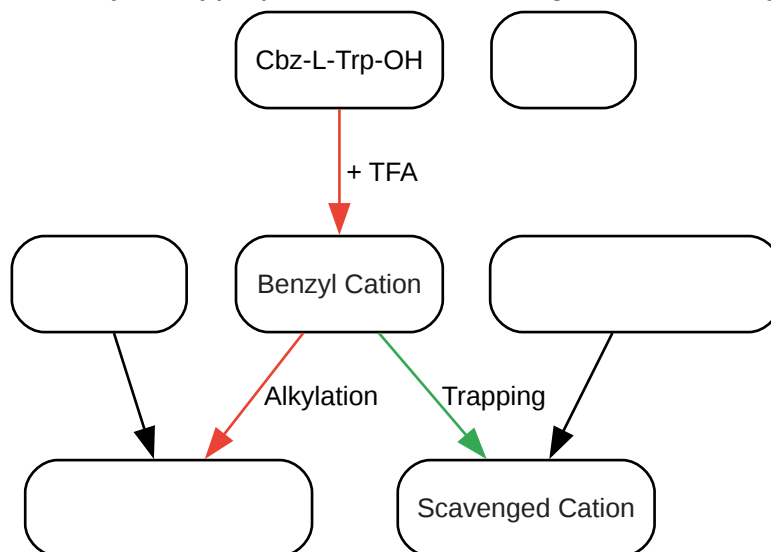 Cbz-L-Trp-OH
+ TFA
Benzyl Cation
Alkylation
Trapping
Scavenged Cation